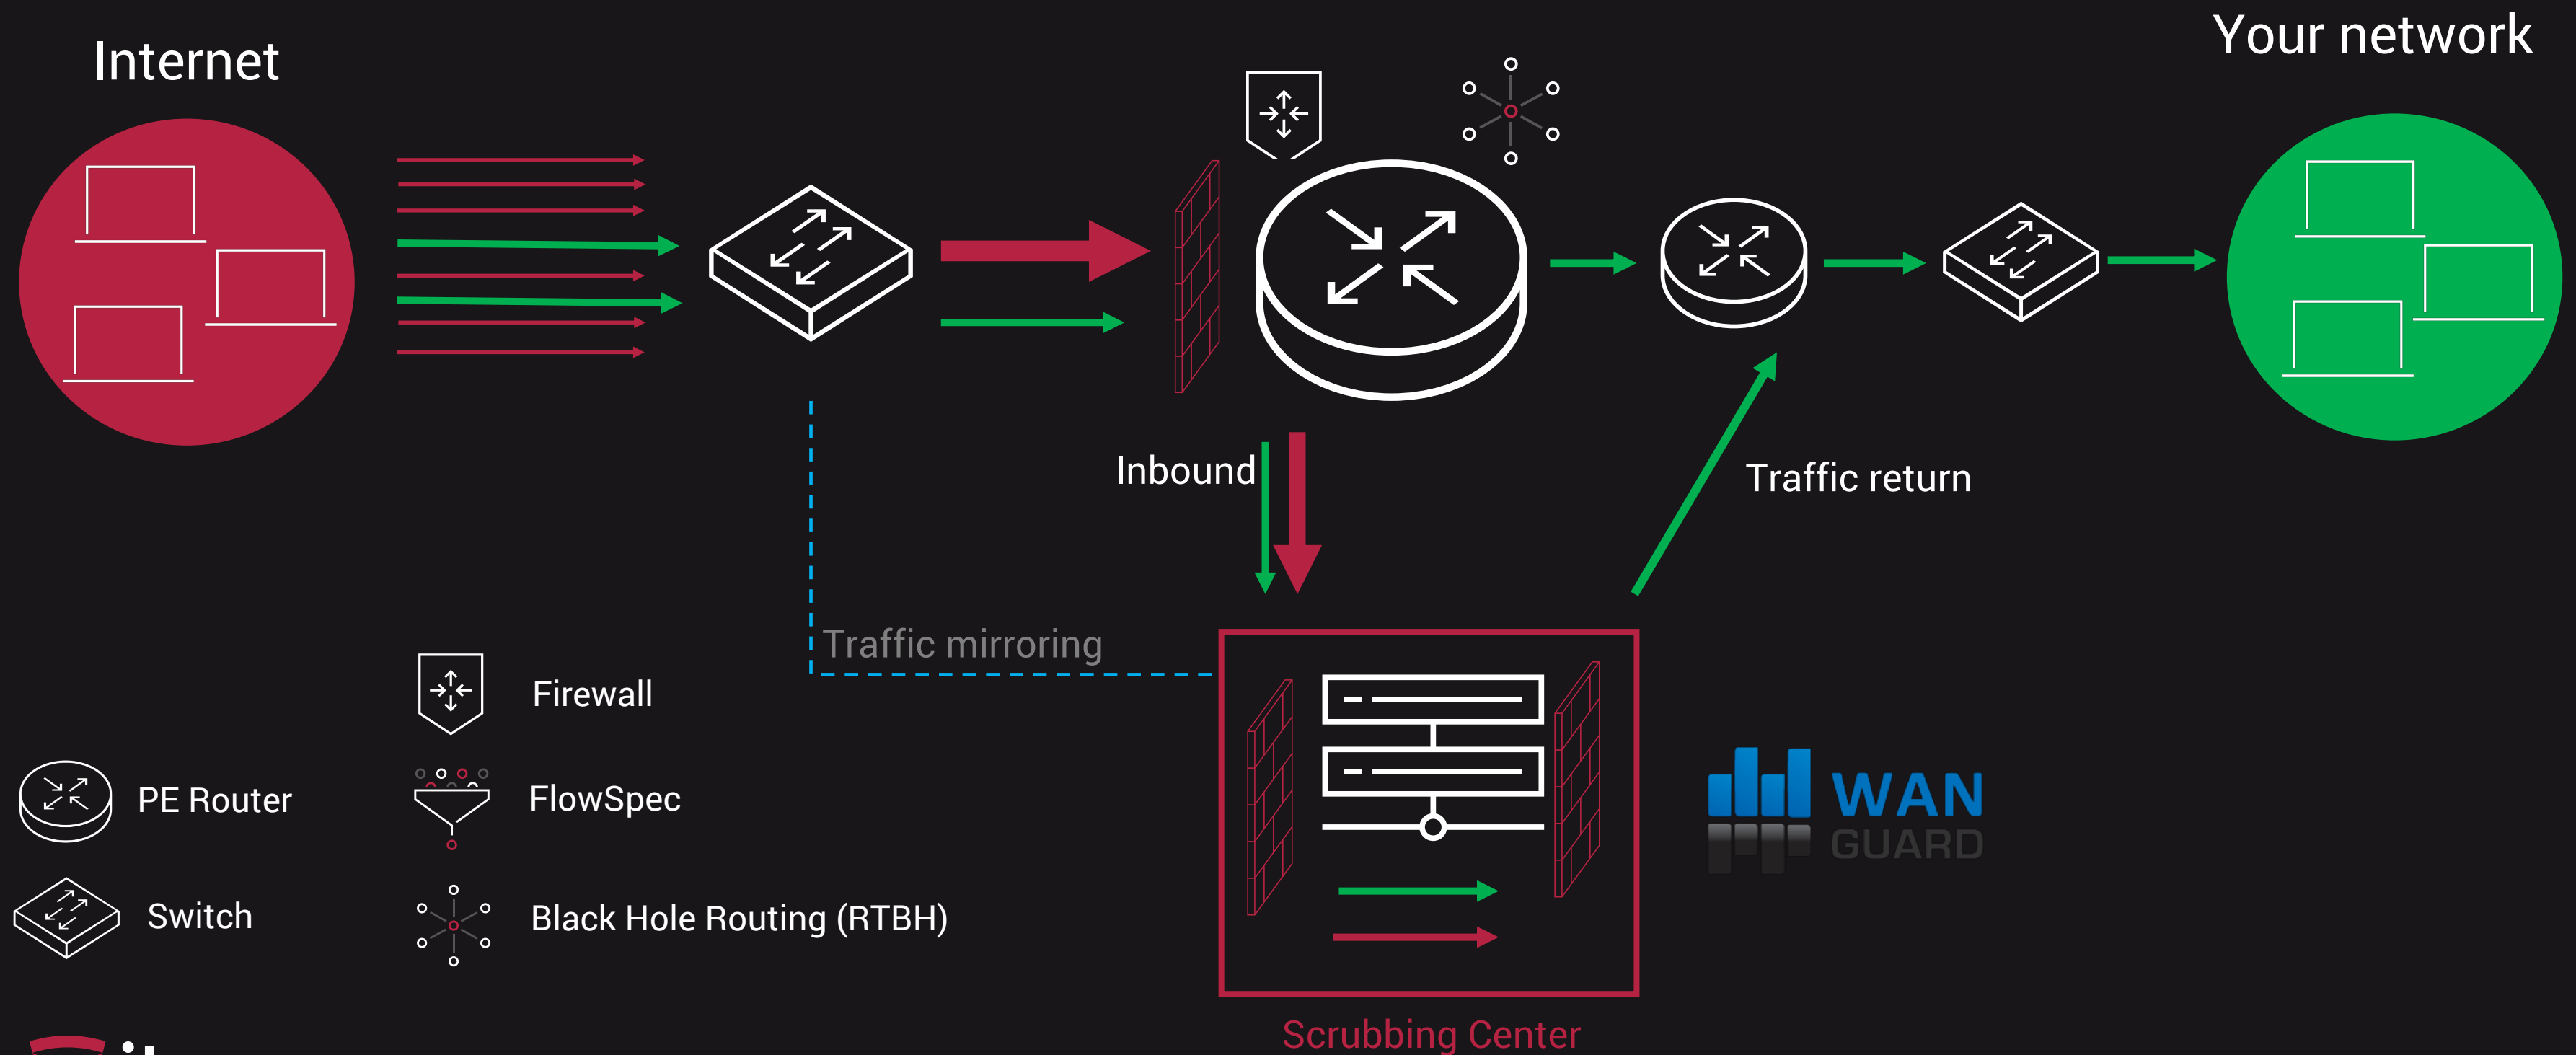 Internet
Your network
Inbound
Traffic return
Traffic mirroring
Firewall
PE Router
FlowSpec
Switch
Black Hole Routing (RTBH)
WAN
GUARD
Scrubbing Center